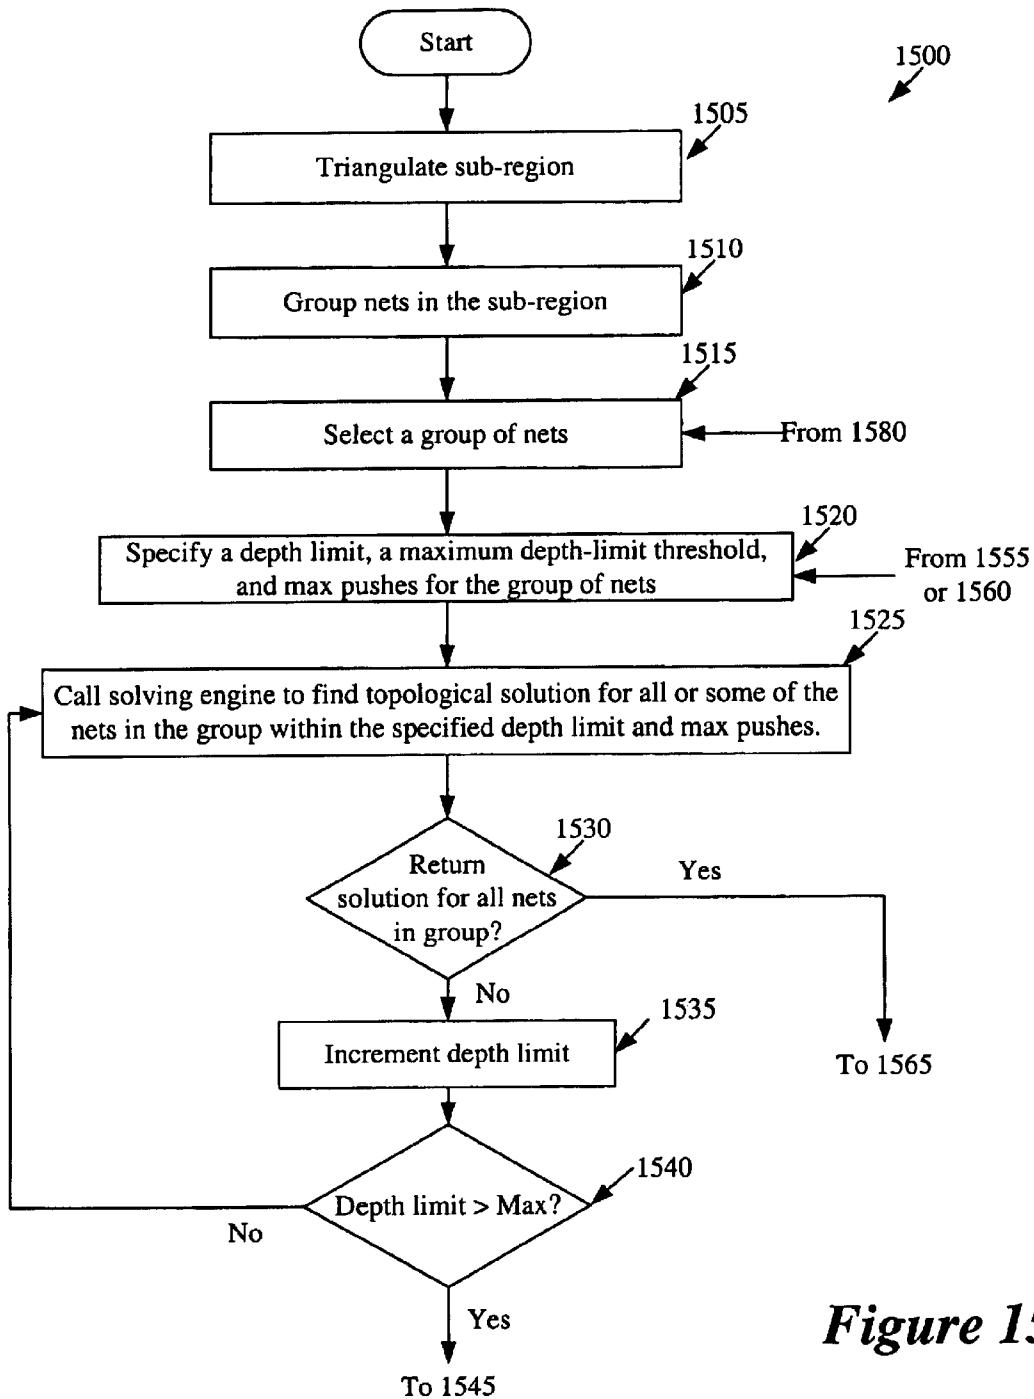 Start
1500
1505
Triangulate sub-region
1510
Group nets in the sub-region
1515
Select a group of nets
From 1580
1520
Specify a depth limit, a maximum depth-limit threshold,
and max pushes for the group of nets
From 1555
or 1560
1525
Call solving engine to find topological solution for all or some of the
nets in the group within the specified depth limit and max pushes.
1530
Return
solution for all nets
in group?
Yes
No
1535
Increment depth limit
To 1565
1540
Depth limit > Max?
No
Yes
To 1545
Figure 15